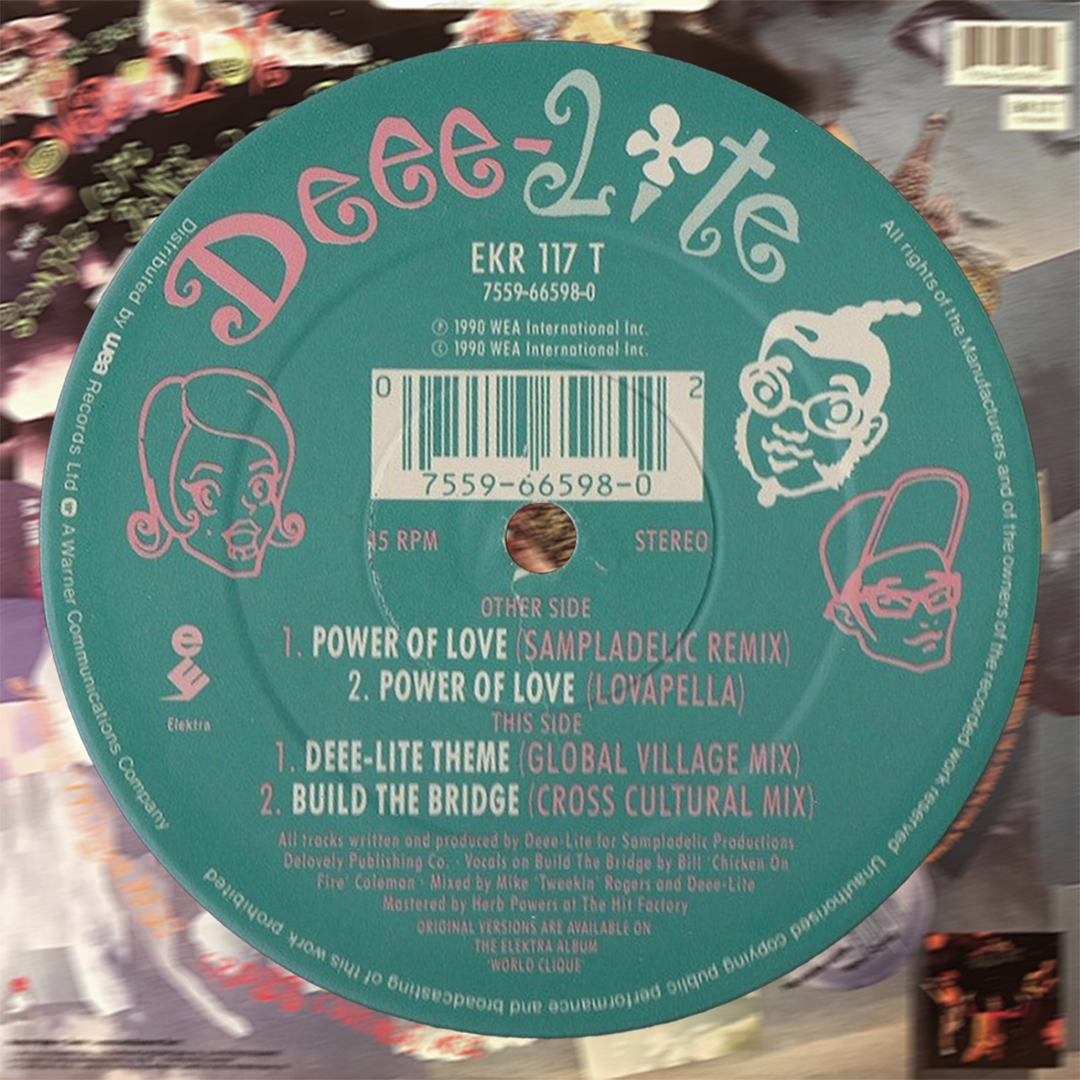 Deee-Lite
EKR 117 T
7559-66598-0
Ⓟ 1990 WEA International Inc.
© 1990 WEA International Inc.
0 2
7559-66598-0
45 RPM STEREO
OTHER SIDE
1. POWER OF LOVE (SAMPLADELIC REMIX)
2. POWER OF LOVE (LOVAPELLA)
THIS SIDE
1. DEEE-LITE THEME (GLOBAL VILLAGE MIX)
2. BUILD THE BRIDGE (CROSS CULTURAL MIX)
All tracks written and produced by Deee-Lite for Sampladelic Productions
Delovely Publishing Co. · Vocals on Build The Bridge by Bill 'Chicken On
Fire' Coleman · Mixed by Mike 'Tweekin' Rogers and Deee-Lite
Mastered by Herb Powers at The Hit Factory
ORIGINAL VERSIONS ARE AVAILABLE ON
THE ELEKTRA ALBUM
'WORLD CLIQUE'
Elektra
Distributed by wea Records Ltd A Warner Communications Company
All rights of the Manufacturers and of the owners of the recorded work reserved Unauthorised copying public performance and broadcasting of this work prohibited